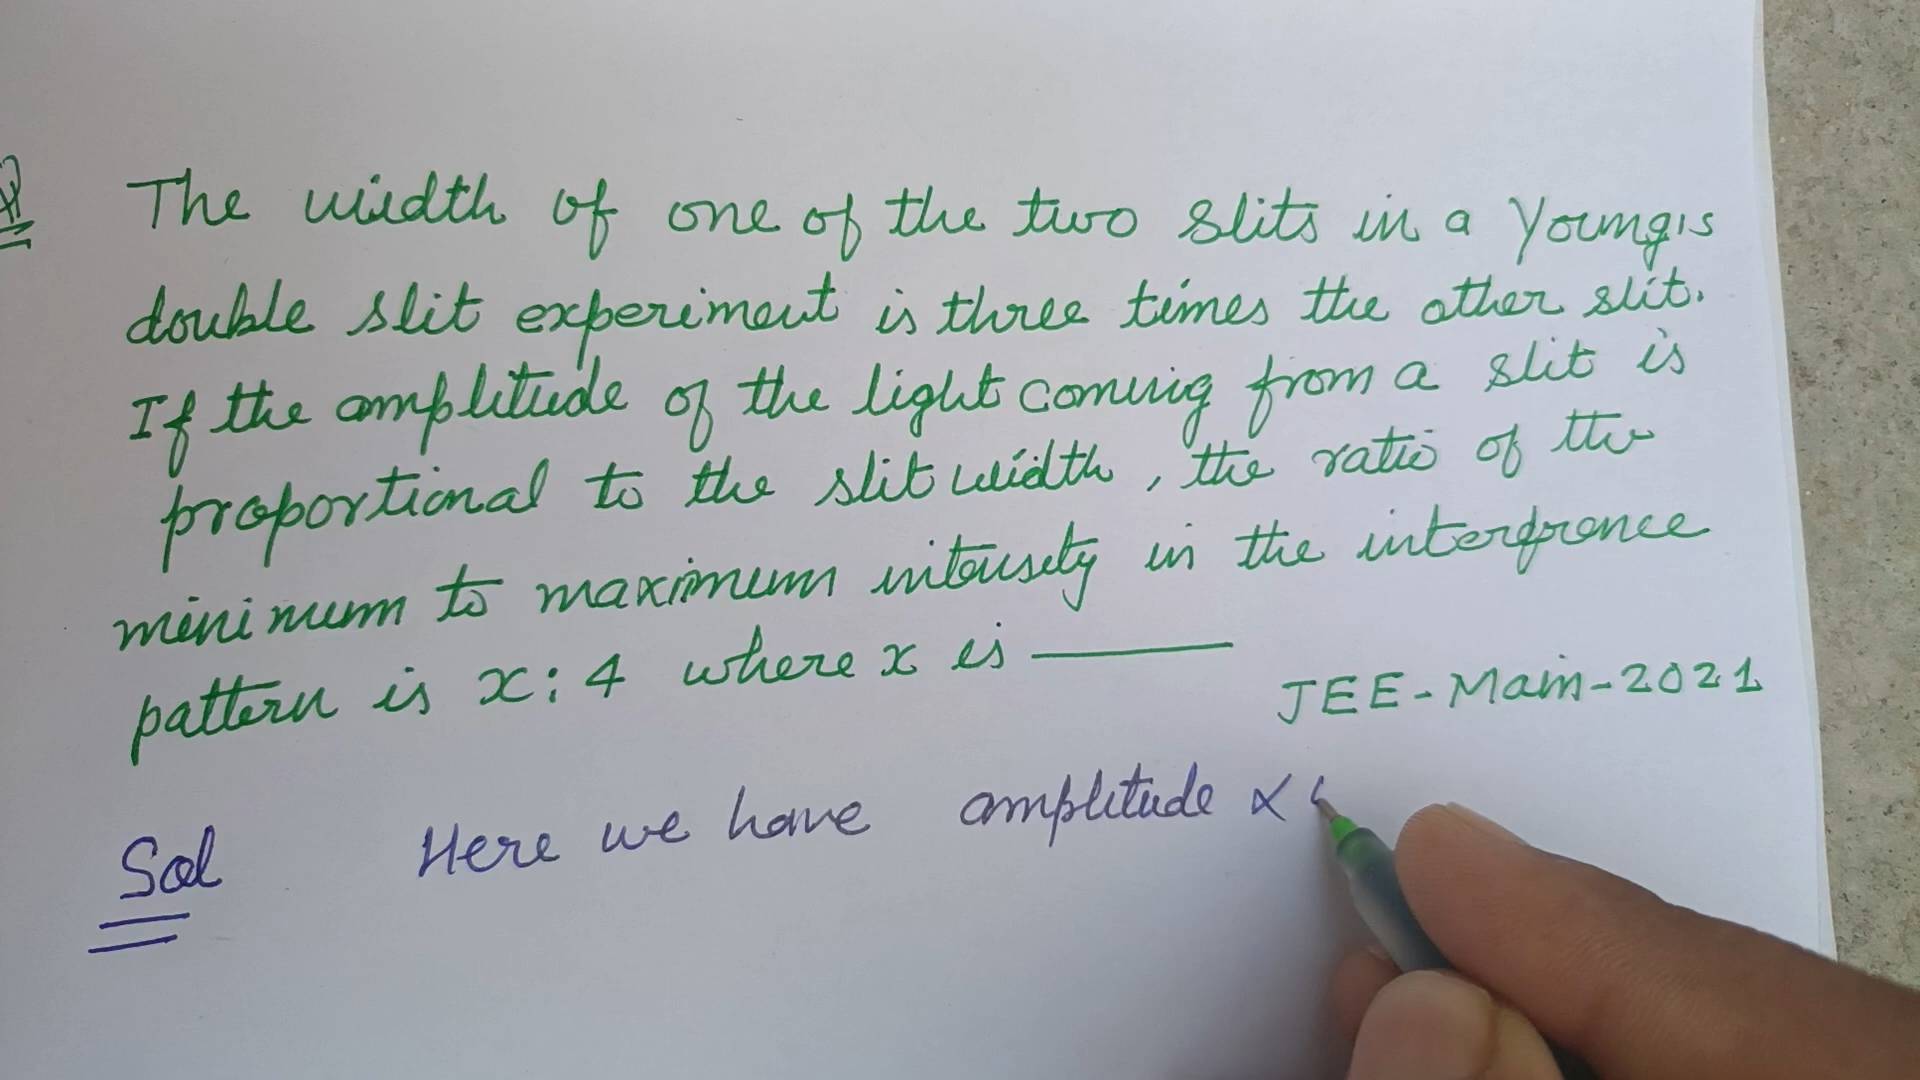 The width of one of the two slits in a Young's
double slit experiment is three times the other slit.
If the amplitude of the light coming from a slit is
proportional to the slit width, the ratio of the
minimum to maximum intensity in the interfrence
pattern is x:4 where x is ———
JEE-Main-2021
Sol Here we have amplitude ∝